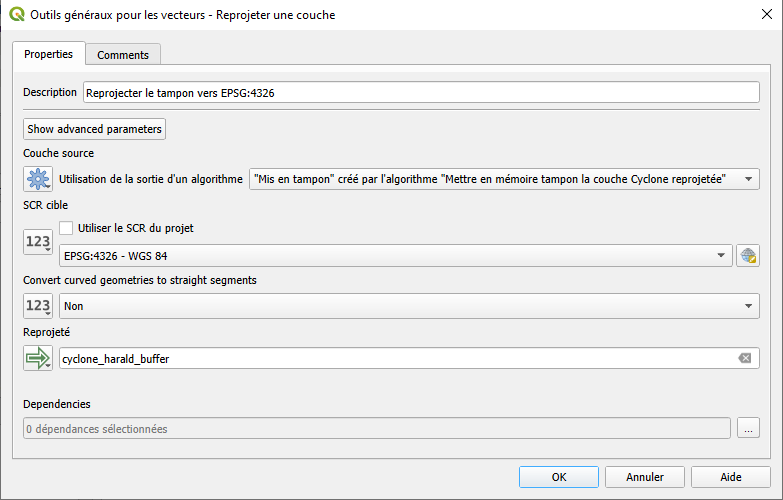 Outils généraux pour les vecteurs - Reprojeter une couche
Properties
Comments
Description
Reprojecter le tampon vers EPSG:4326
Show advanced parameters
Couche source
Utilisation de la sortie d'un algorithme
"Mis en tampon" créé par l'algorithme "Mettre en mémoire tampon la couche Cyclone reprojetée"
SCR cible
123
Utiliser le SCR du projet
EPSG:4326 - WGS 84
Convert curved geometries to straight segments
123
Non
Reprojeté
cyclone_harald_buffer
Dependencies
0 dépendances sélectionnées
...
OK
Annuler
Aide